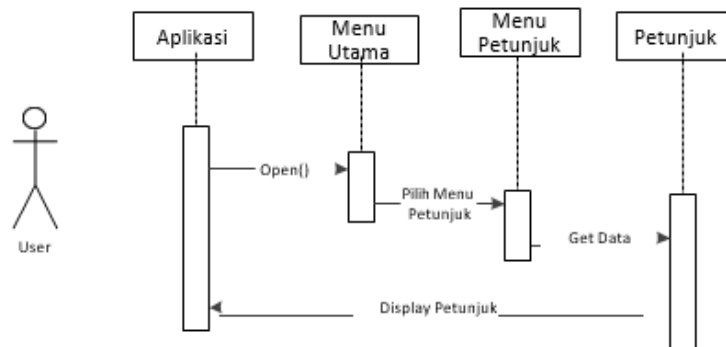 Aplikasi
Menu
Utama
Menu
Petunjuk
Petunjuk
User
Open()
Pilih Menu
Petunjuk
Get Data
Display Petunjuk